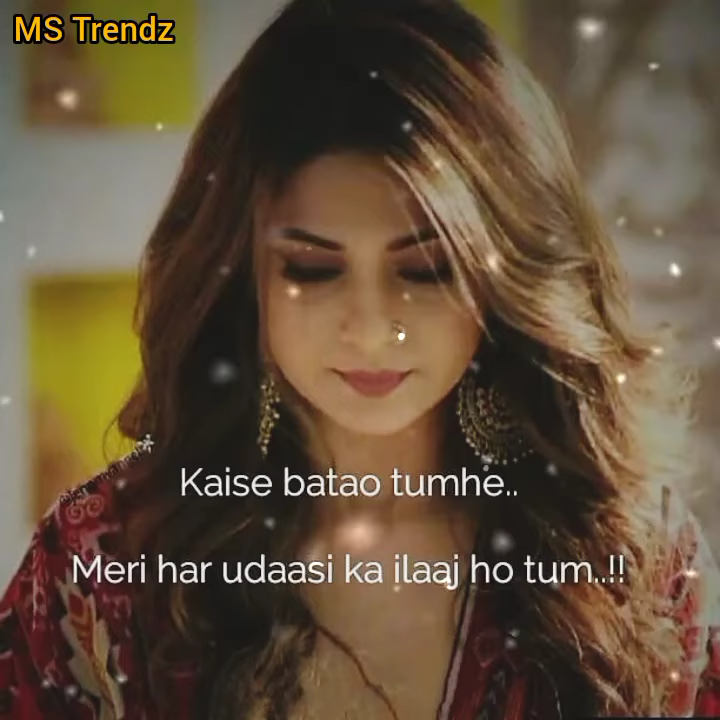 MS Trendz
Kaise batao tumhe..
Meri har udaasi ka ilaaj ho tum..!!